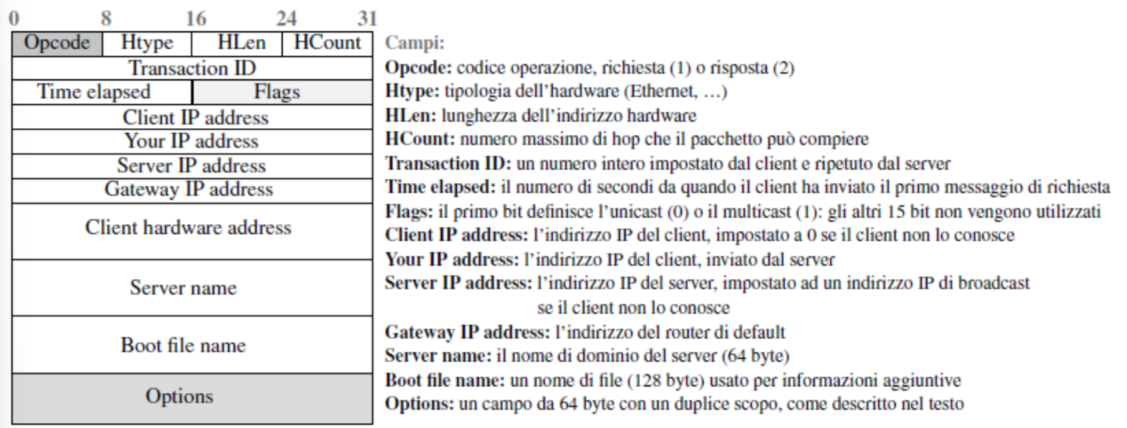 0 8 16 24 31
Opcode Htype HLen HCount
Transaction ID
Time elapsed Flags
Client IP address
Your IP address
Server IP address
Gateway IP address
Client hardware address
Server name
Boot file name
Options
Campi:
Opcode: codice operazione, richiesta (1) o risposta (2)
Htype: tipologia dell'hardware (Ethernet, …)
HLen: lunghezza dell'indirizzo hardware
HCount: numero massimo di hop che il pacchetto può compiere
Transaction ID: un numero intero impostato dal client e ripetuto dal server
Time elapsed: il numero di secondi da quando il client ha inviato il primo messaggio di richiesta
Flags: il primo bit definisce l'unicast (0) o il multicast (1): gli altri 15 bit non vengono utilizzati
Client IP address: l'indirizzo IP del client, impostato a 0 se il client non lo conosce
Your IP address: l'indirizzo IP del client, inviato dal server
Server IP address: l'indirizzo IP del server, impostato ad un indirizzo IP di broadcast
se il client non lo conosce
Gateway IP address: l'indirizzo del router di default
Server name: il nome di dominio del server (64 byte)
Boot file name: un nome di file (128 byte) usato per informazioni aggiuntive
Options: un campo da 64 byte con un duplice scopo, come descritto nel testo